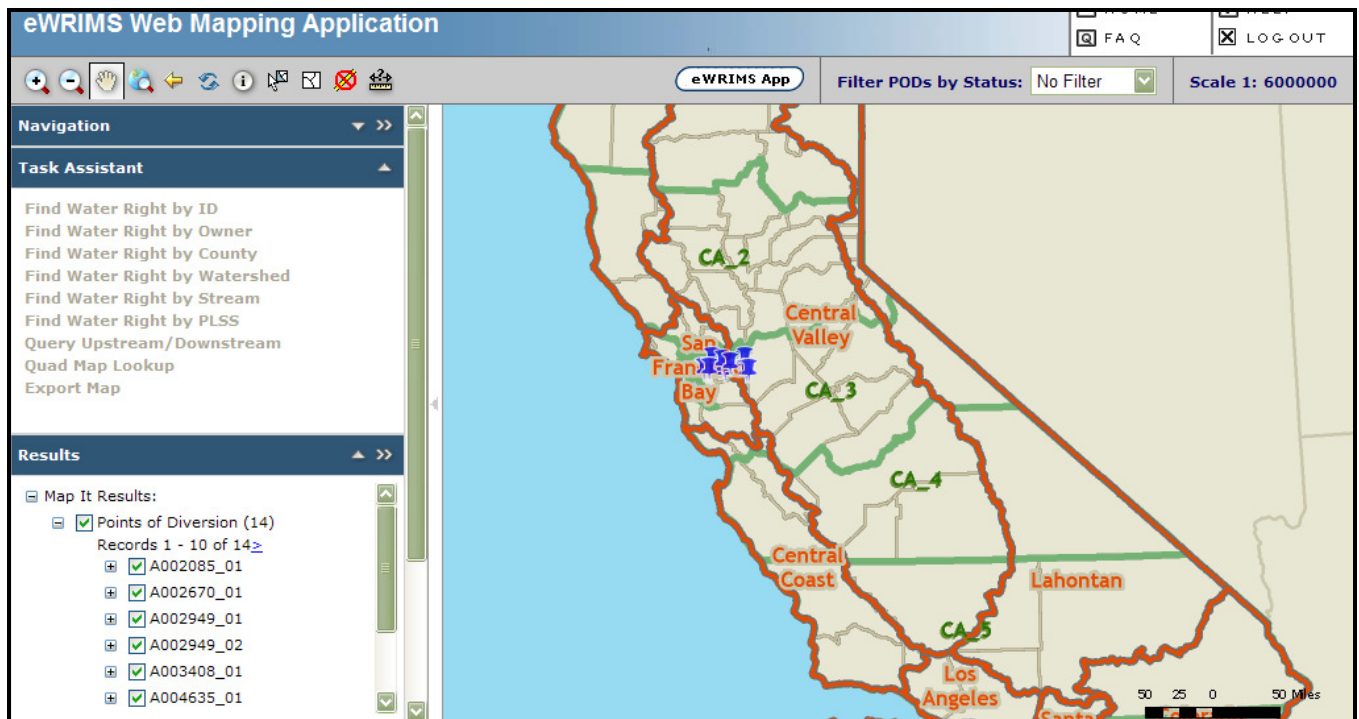 eWRIMS Web Mapping Application
FAQ
LOGOUT
eWRIMS App
Filter PODs by Status: No Filter
Scale 1: 6000000
Navigation
Task Assistant
Find Water Right by ID
Find Water Right by Owner
Find Water Right by County
Find Water Right by Watershed
Find Water Right by Stream
Find Water Right by PLSS
Query Upstream/Downstream
Quad Map Lookup
Export Map
Results
Map It Results:
Points of Diversion (14)
Records 1 - 10 of 14>
A002085_01
A002670_01
A002949_01
A002949_02
A003408_01
A004635_01
CA_2
Central
Valley
San
Bay
CA_3
CA_4
Central
Coast
Lahontan
CA_5
Los
Angeles
50 25 0 50 Miles